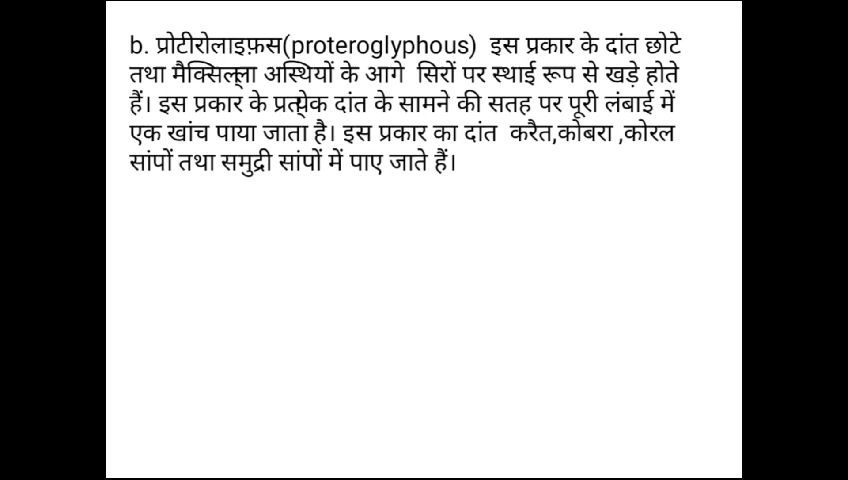 b. प्रोटीरोलाइफ़स(proteroglyphous) इस प्रकार के दांत छोटे
तथा मैक्सिल्ला अस्थियों के आगे सिरों पर स्थाई रूप से खड़े होते
हैं। इस प्रकार के प्रत्येक दांत के सामने की सतह पर पूरी लंबाई में
एक खांच पाया जाता है। इस प्रकार का दांत करैत,कोबरा ,कोरल
सांपों तथा समुद्री सांपों में पाए जाते हैं।